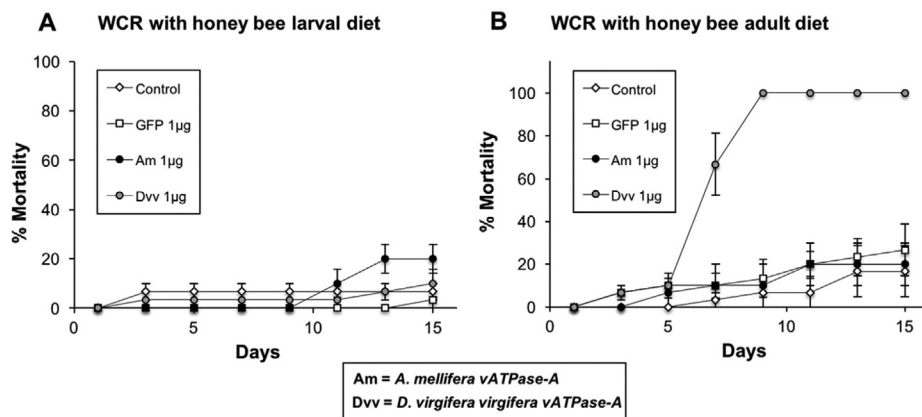 A WCR with honey bee larval diet
100
80
60
40
20
0
% Mortality
Control
GFP 1µg
Am 1µg
Dvv 1µg
0 5 10 15
Days
B WCR with honey bee adult diet
100
80
60
40
20
0
% Mortality
Control
GFP 1µg
Am 1µg
Dvv 1µg
0 5 10 15
Days
Am = A. mellifera vATPase-A
Dvv = D. virgifera virgifera vATPase-A